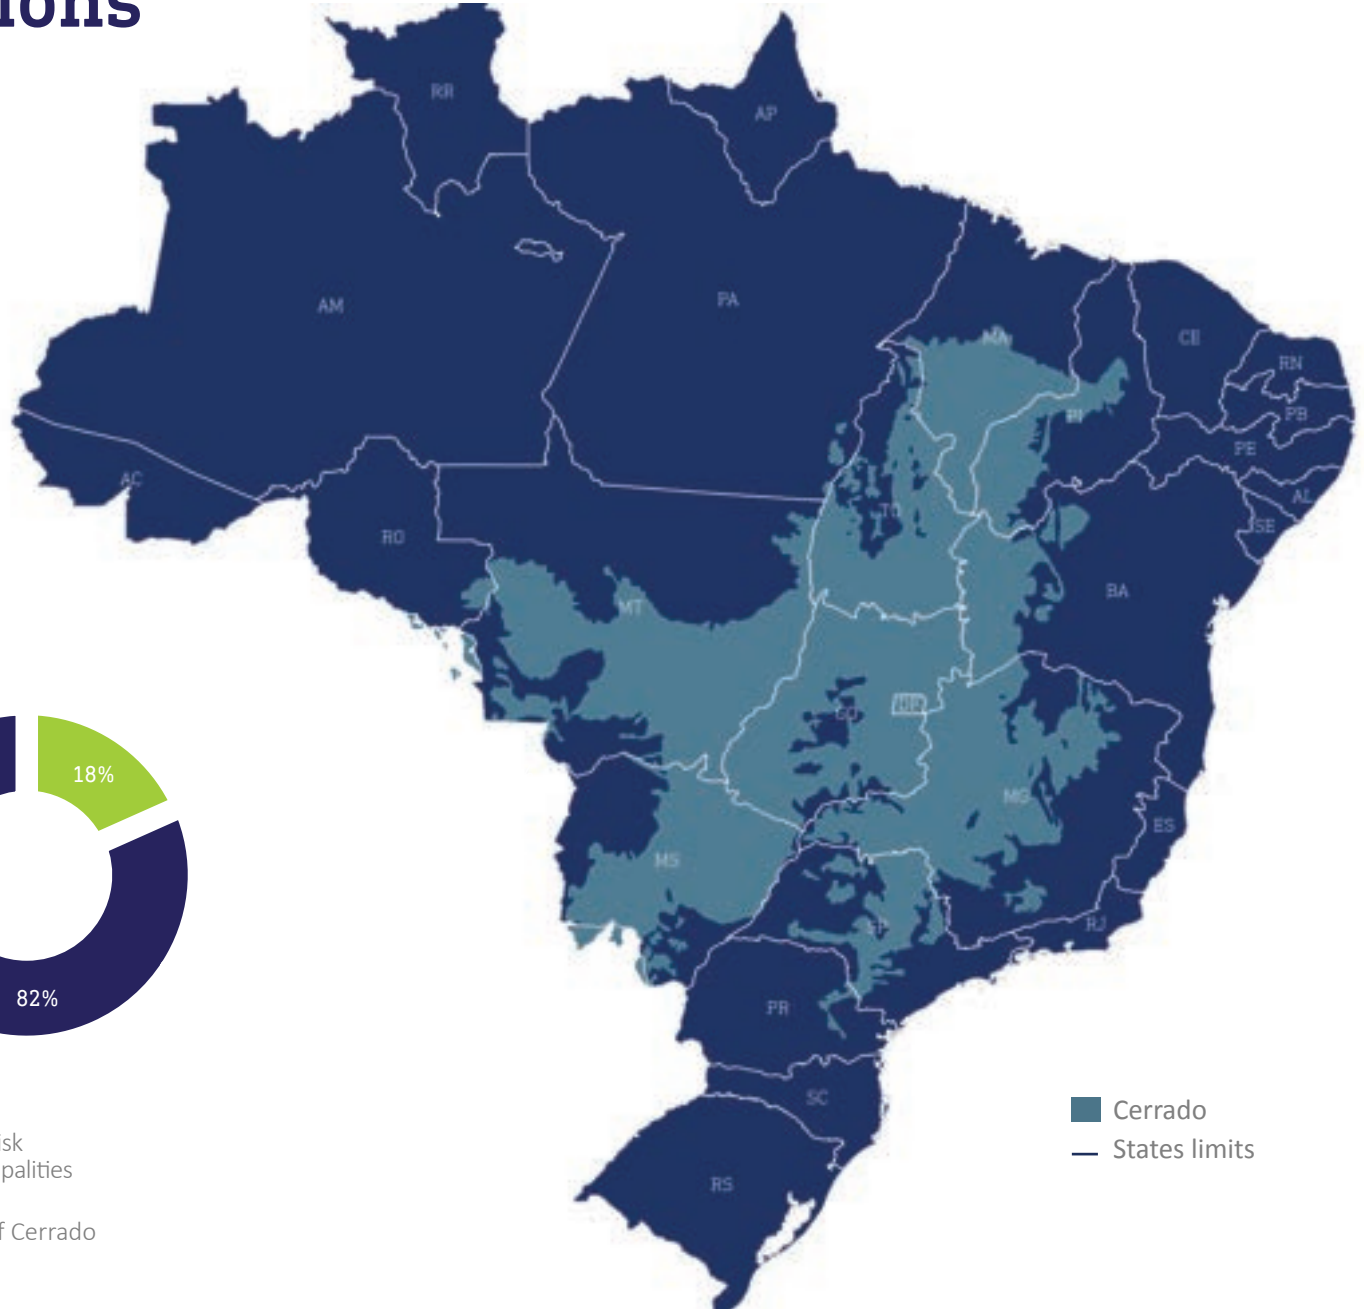 ions
RR
AP
AM
PA
MA
CE
RN
PI
PB
PE
AC
TO
AL
SE
RO
BA
MT
GO
DF
18%
MG
ES
MS
SP
RJ
82%
PR
SC
Cerrado
isk
States limits
palities
RS
f Cerrado